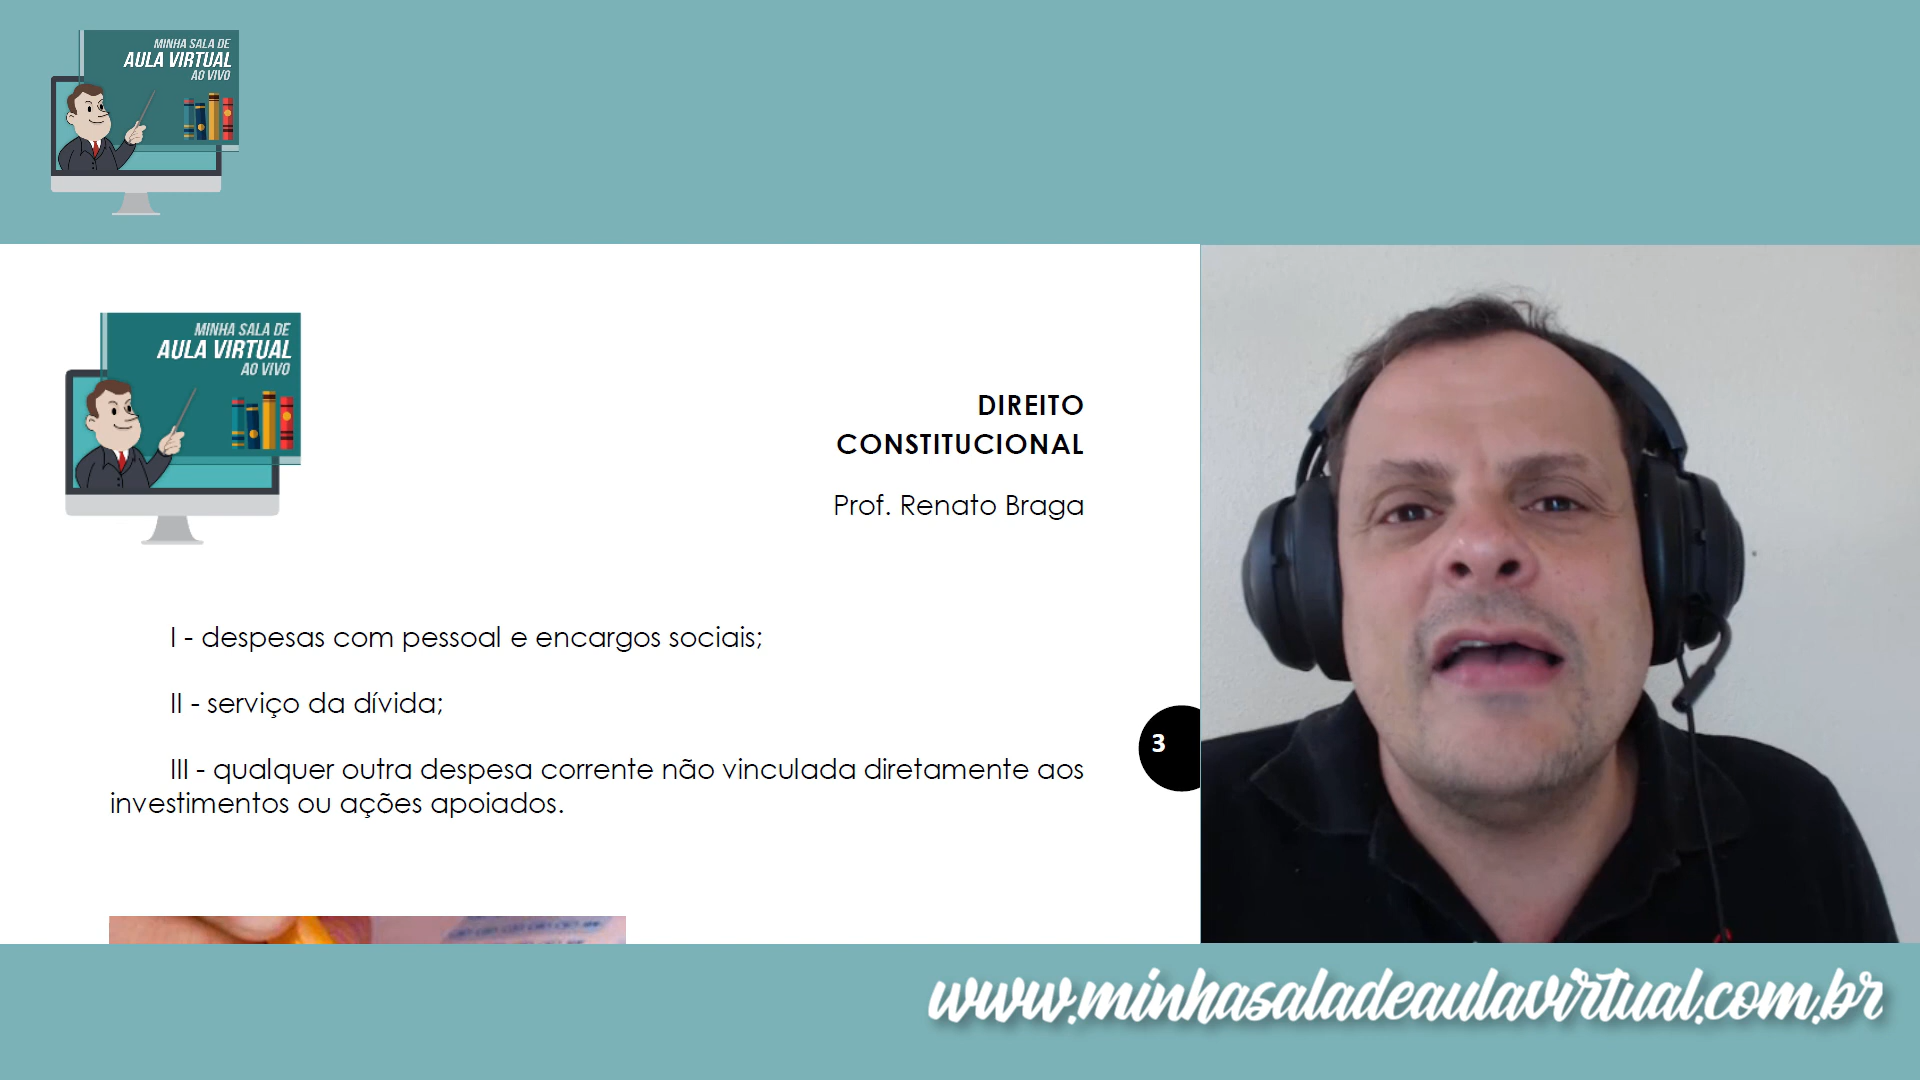 MINHA SALA DE
AULA VIRTUAL
AO VIVO
MINHA SALA DE
AULA VIRTUAL
AO VIVO
DIREITO
CONSTITUCIONAL
Prof. Renato Braga
I - despesas com pessoal e encargos sociais;
II - serviço da dívida;
III - qualquer outra despesa corrente não vinculada diretamente aos
investimentos ou ações apoiados.
3
www.minhasaladeaulavirtual.com.br